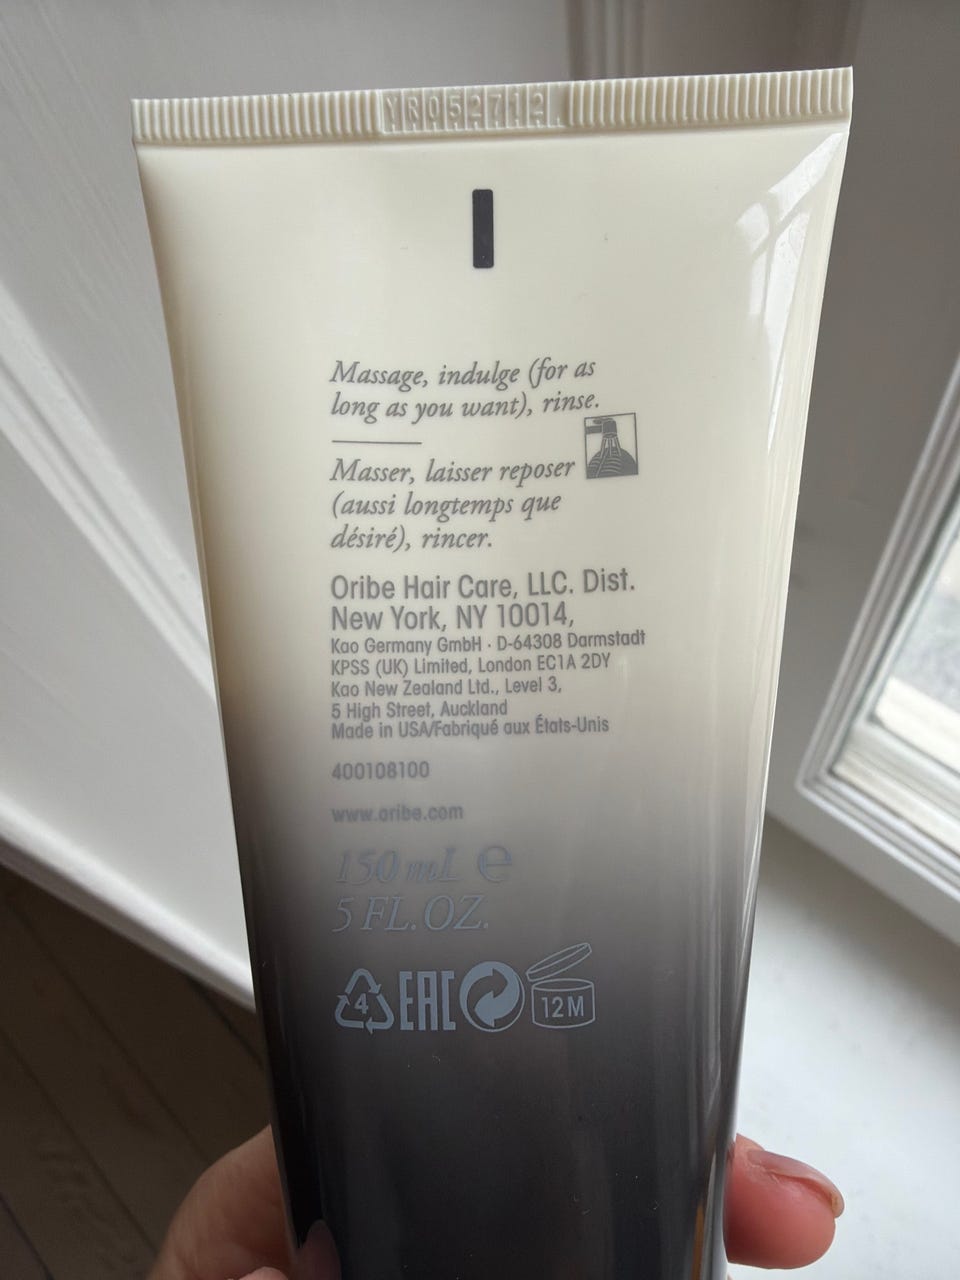 YR052712
Massage, indulge (for as
long as you want), rinse.
Masser, laisser reposer
(aussi longtemps que
désiré), rincer.
Oribe Hair Care, LLC. Dist.
New York, NY 10014,
Kao Germany GmbH · D-64308 Darmstadt
KPSS (UK) Limited, London EC1A 2DY
Kao New Zealand Ltd., Level 3,
5 High Street, Auckland
Made in USA/Fabriqué aux États-Unis
400108100
www.oribe.com
150 mL ℮
5 FL. OZ.
4 EAC 12M